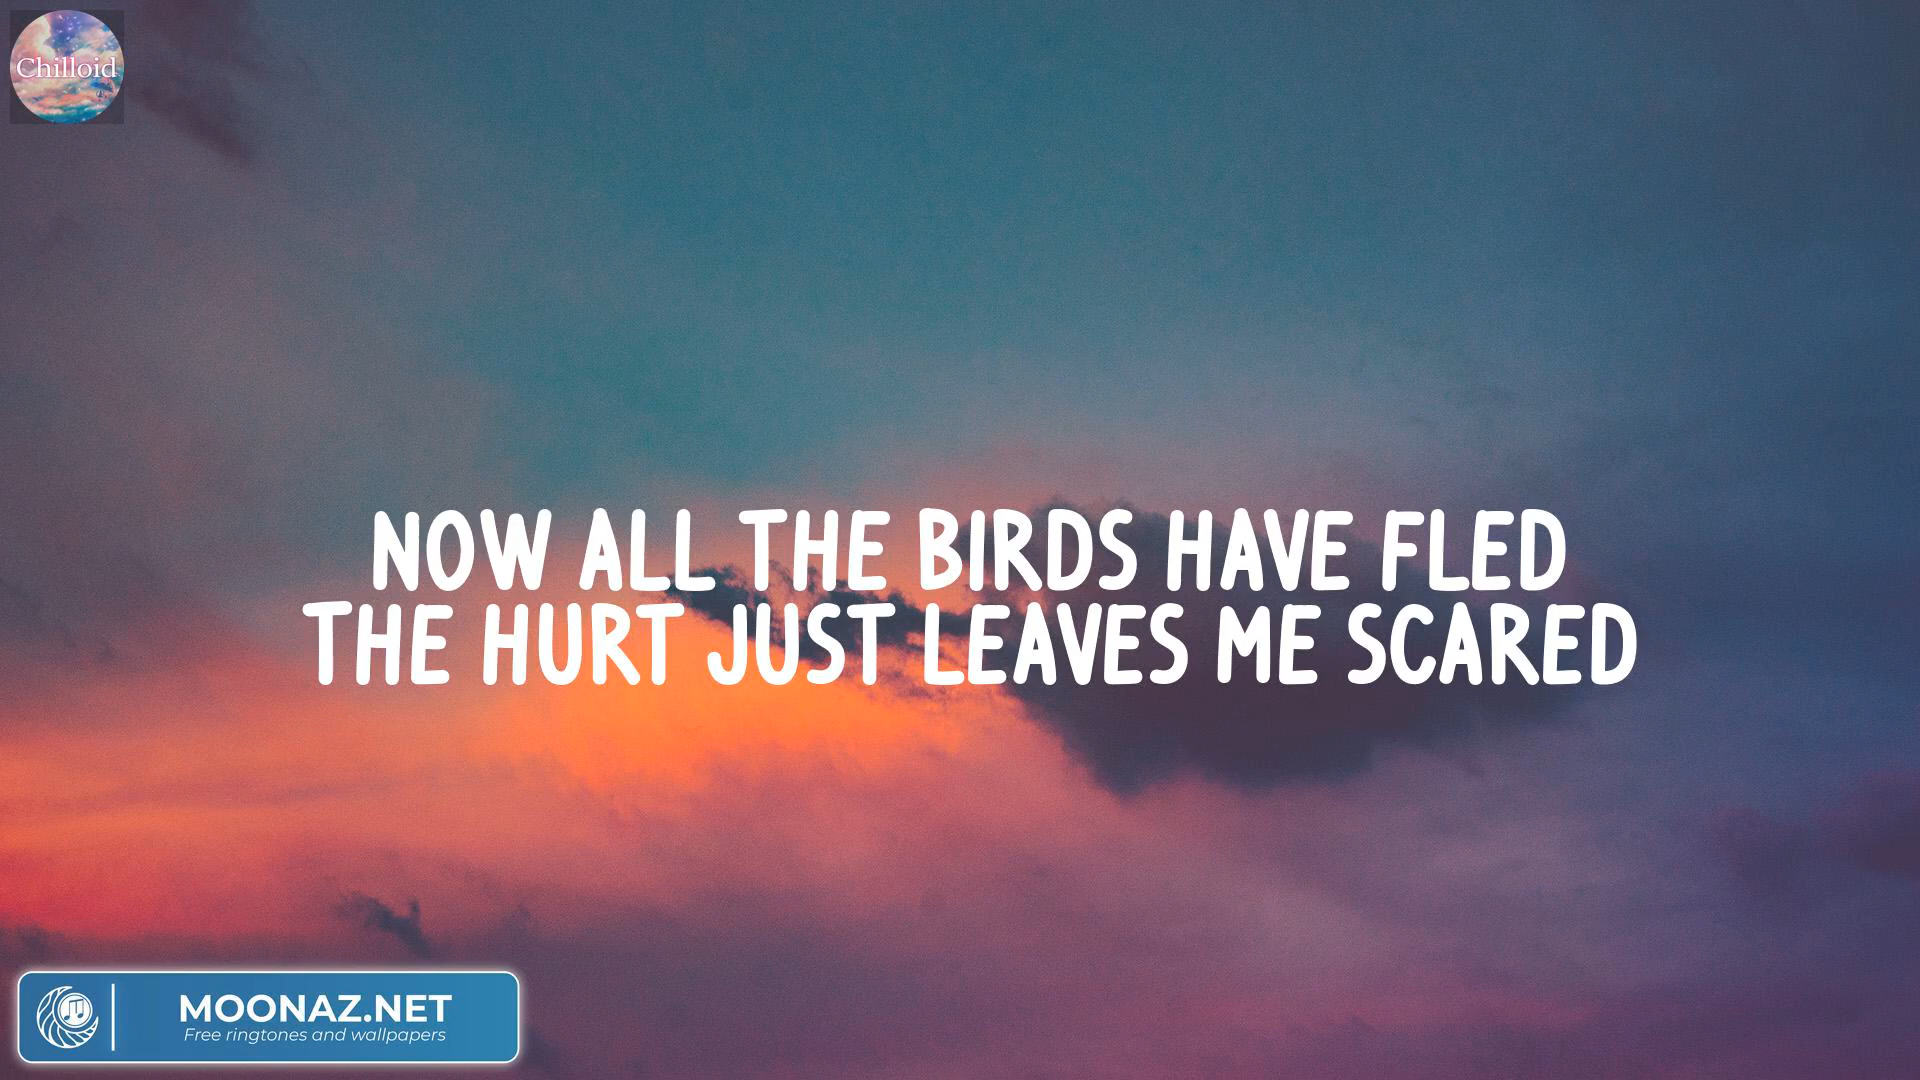 Chilloid
NOW ALL THE BIRDS HAVE FLED
THE HURT JUST LEAVES ME SCARED
MOONAZ.NET
Free ringtones and wallpapers